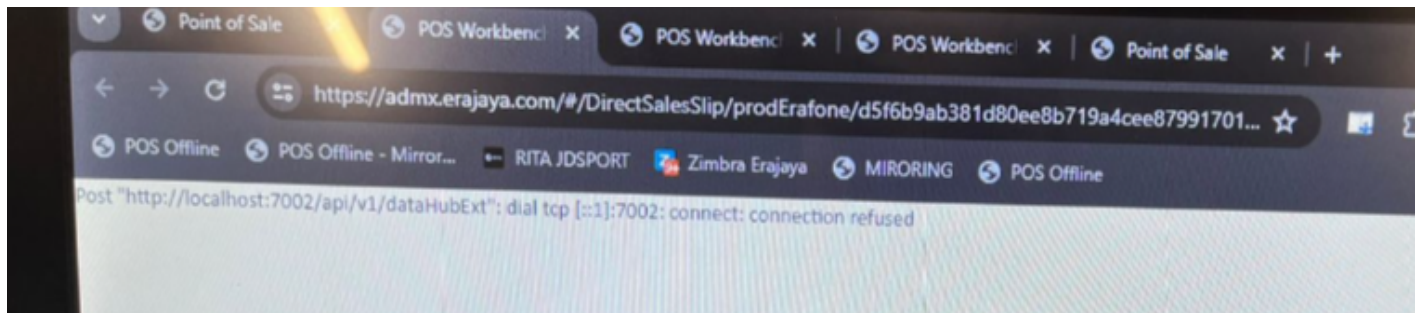 Point of Sale POS Workbenc POS Workbenc POS Workbenc Point of Sale
https://admx.erajaya.com/#/DirectSalesSlip/prodErafone/d5f6b9ab381d80ee8b719a4cee87991701...
POS Offline POS Offline - Mirror... RITA JDSPORT Zimbra Erajaya MIRORING POS Offline
Post "http://localhost:7002/api/v1/dataHubExt": dial tcp [::1]:7002: connect: connection refused